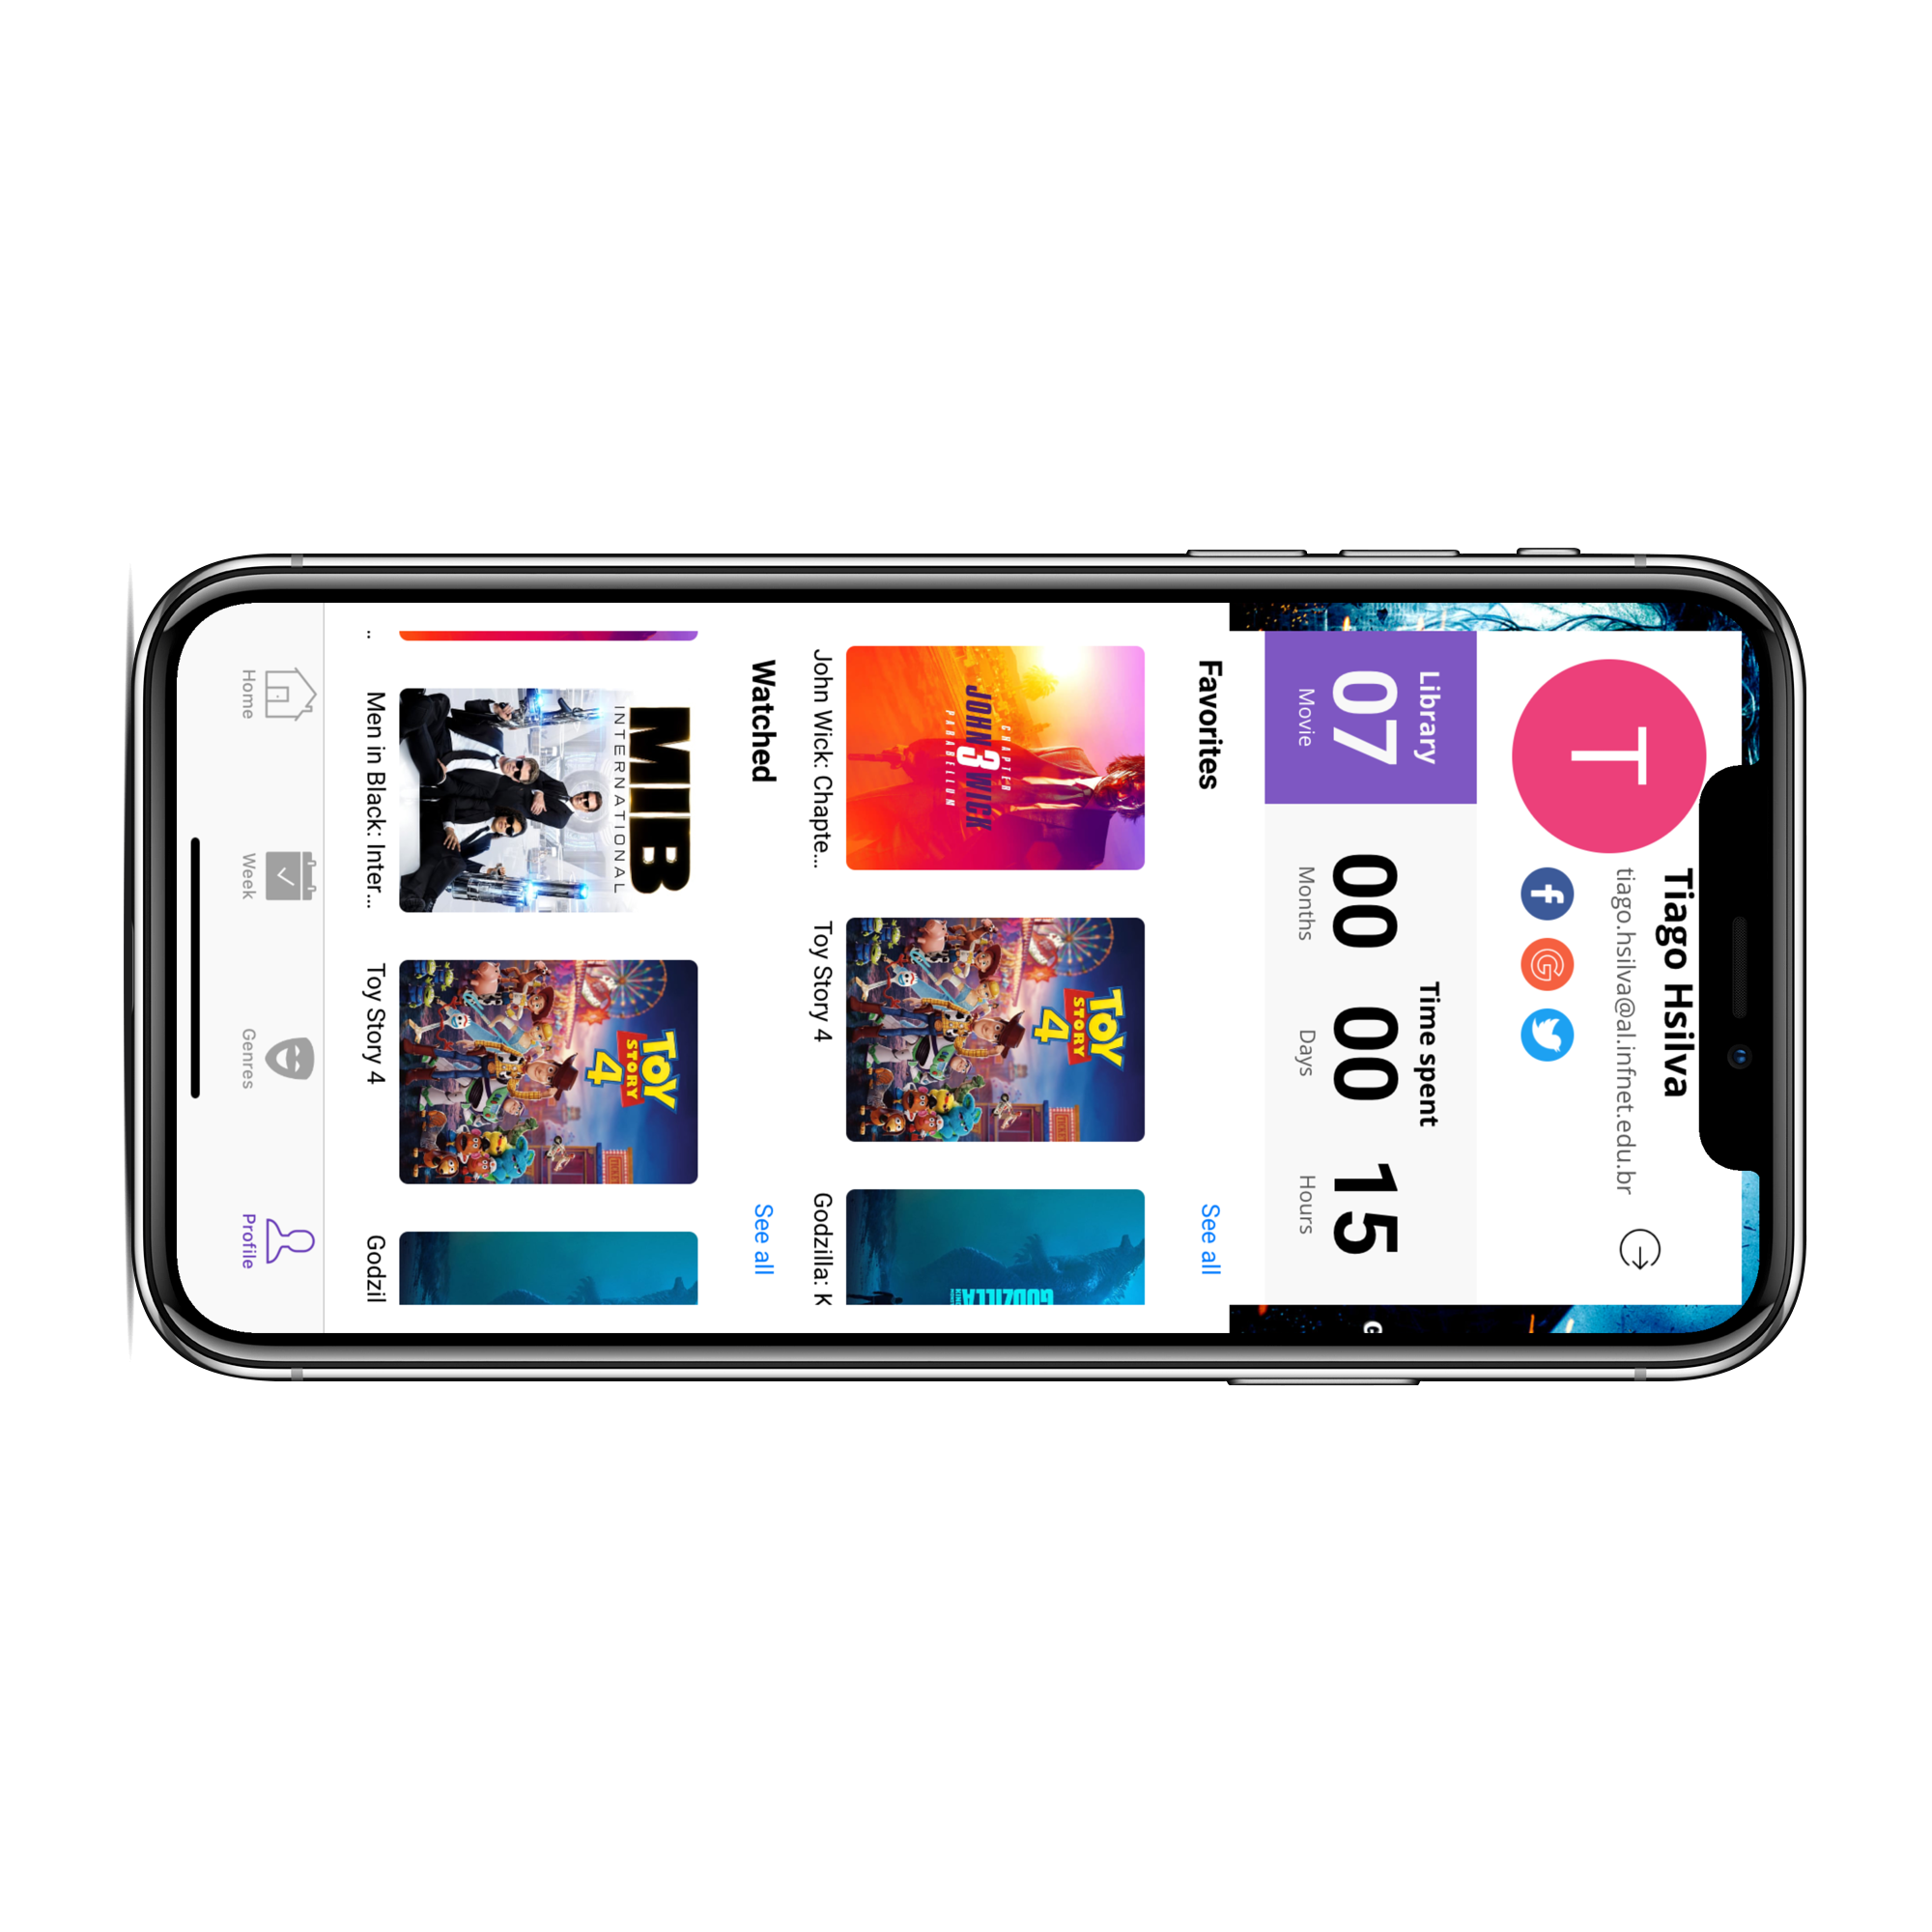 T
Tiago Hsilva
tiago.hsilva@al.infnet.edu.br
Library
07
Movie
Time spent
00 00 15
Months Days Hours
G
Favorites See all
CHAPTER
JOHN 3 WICK
PARABELLUM
TOY
STORY
4
GODZILLA
John Wick: Chapte... Toy Story 4 Godzilla: K
Watched See all
MIB
INTERNATIONAL
TOY
STORY
4
.. Men in Black: Inter... Toy Story 4 Godzil
Home Week Genres Profile